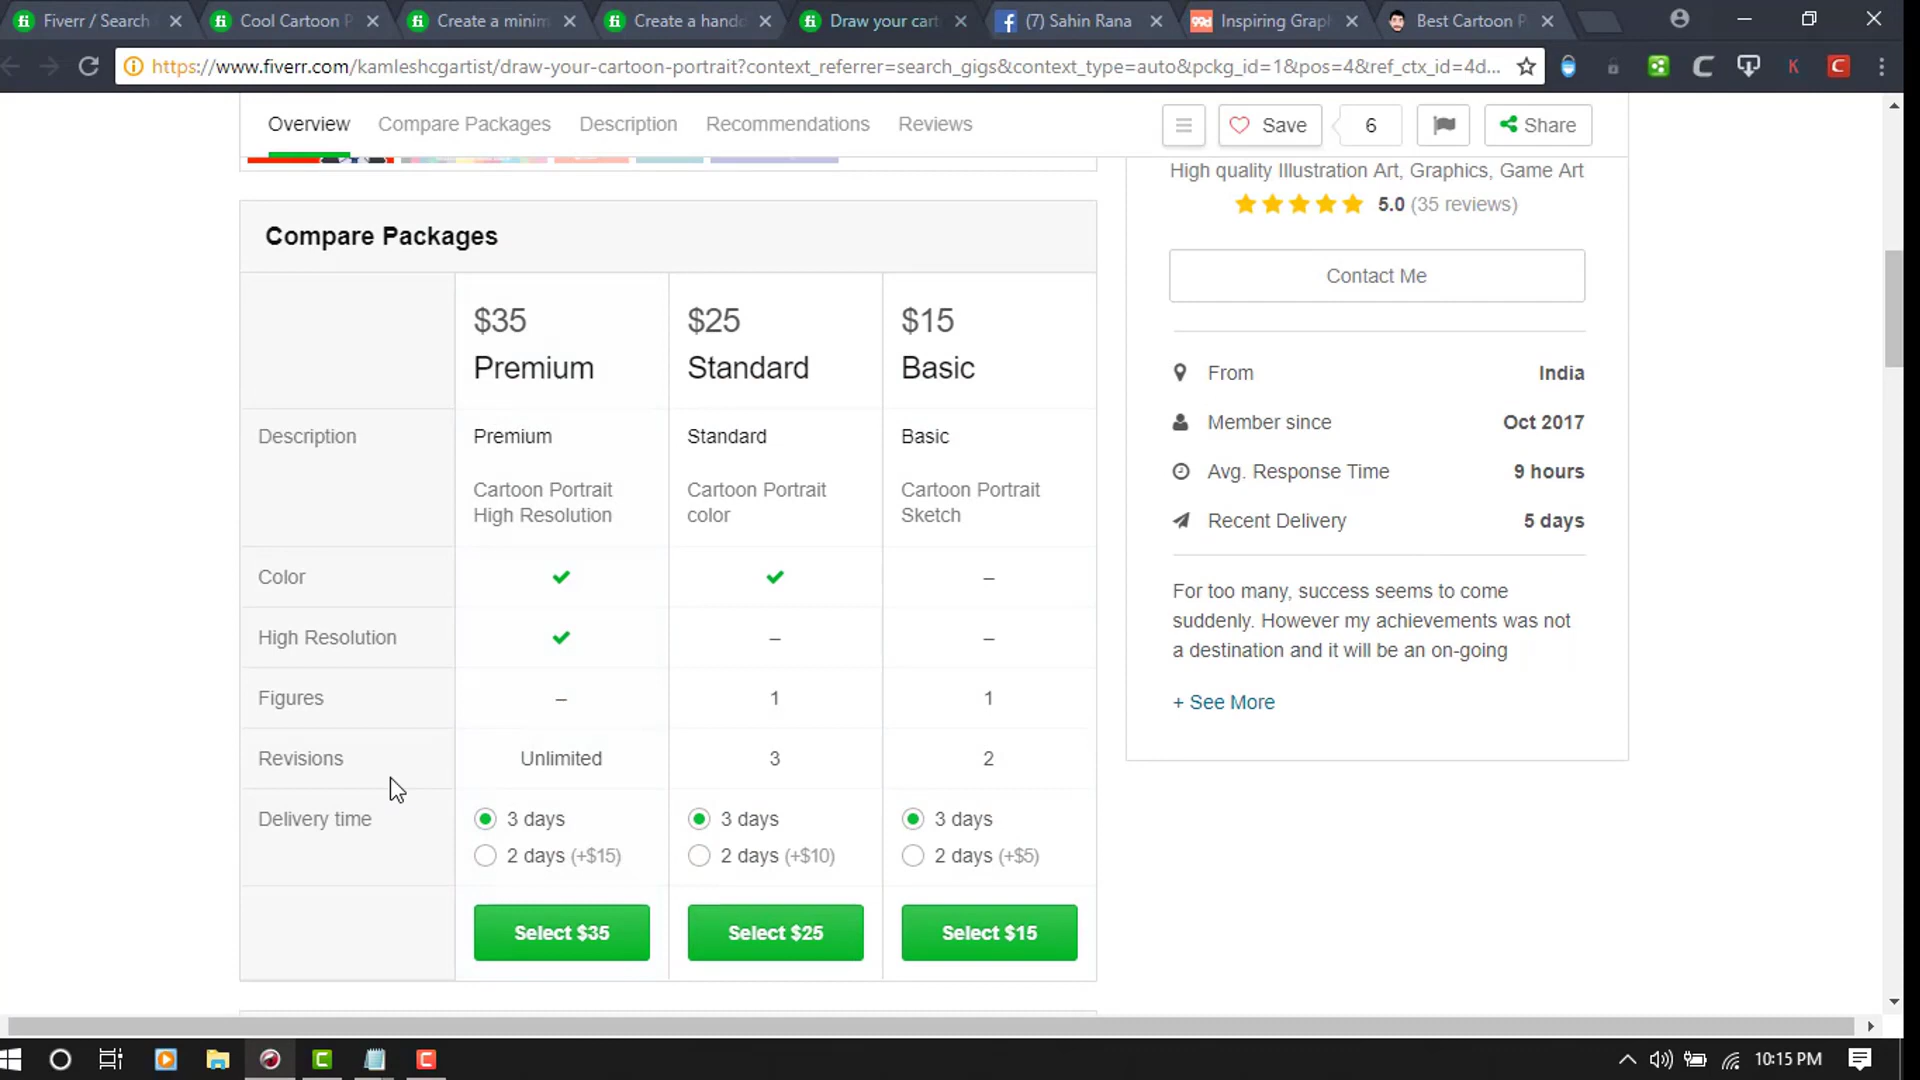 Fiverr / Search
Cool Cartoon P
Create a minim
Create a hande
Draw your cart
(7) Sahin Rana
Inspiring Grap
Best Cartoon P
https://www.fiverr.com/kamleshcgartist/draw-your-cartoon-portrait?context_referrer=search_gigs&context_type=auto&pckg_id=1&pos=4&ref_ctx_id=4d...
Overview
Compare Packages
Description
Recommendations
Reviews
Save
6
Share
High quality Illustration Art, Graphics, Game Art
5.0 (35 reviews)
Contact Me
From India
Member since Oct 2017
Avg. Response Time 9 hours
Recent Delivery 5 days
For too many, success seems to come
suddenly. However my achievements was not
a destination and it will be an on-going
+ See More
Compare Packages
$35 $25 $15
Premium Standard Basic
Description Premium Standard Basic
Cartoon Portrait Cartoon Portrait Cartoon Portrait
High Resolution color Sketch
Color –
High Resolution – –
Figures – 1 1
Revisions Unlimited 3 2
Delivery time 3 days 3 days 3 days
2 days (+$15) 2 days (+$10) 2 days (+$5)
Select $35 Select $25 Select $15
10:15 PM